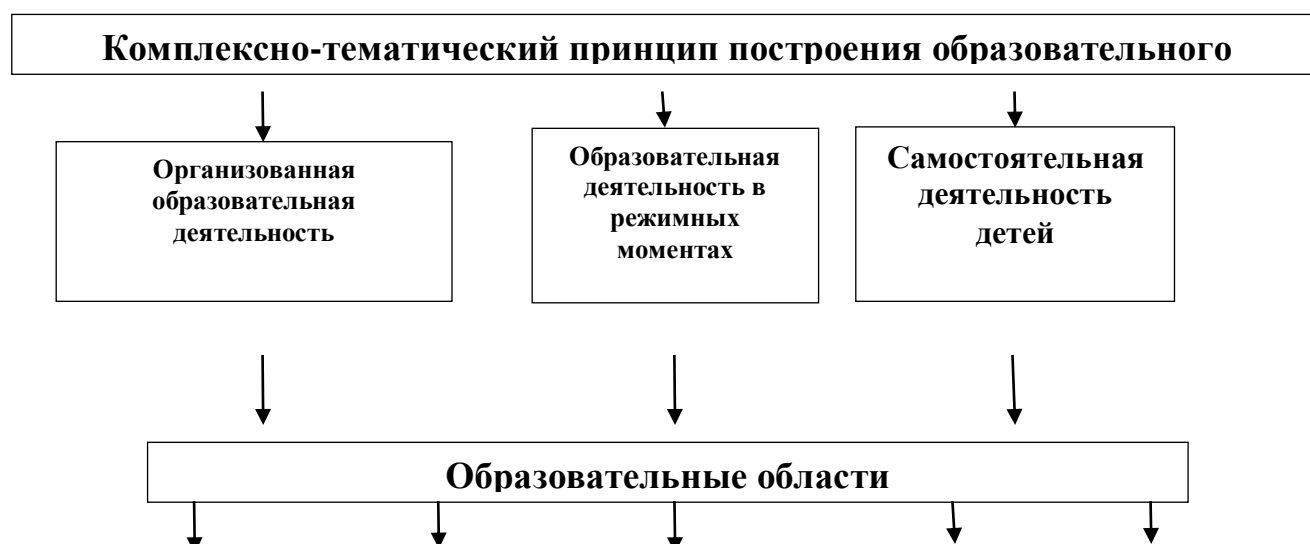 Комплексно-тематический принцип построения образовательного
Организованная
образовательная
деятельность
Образовательная
деятельность в
режимных
моментах
Самостоятельная
деятельность
детей
Образовательные области